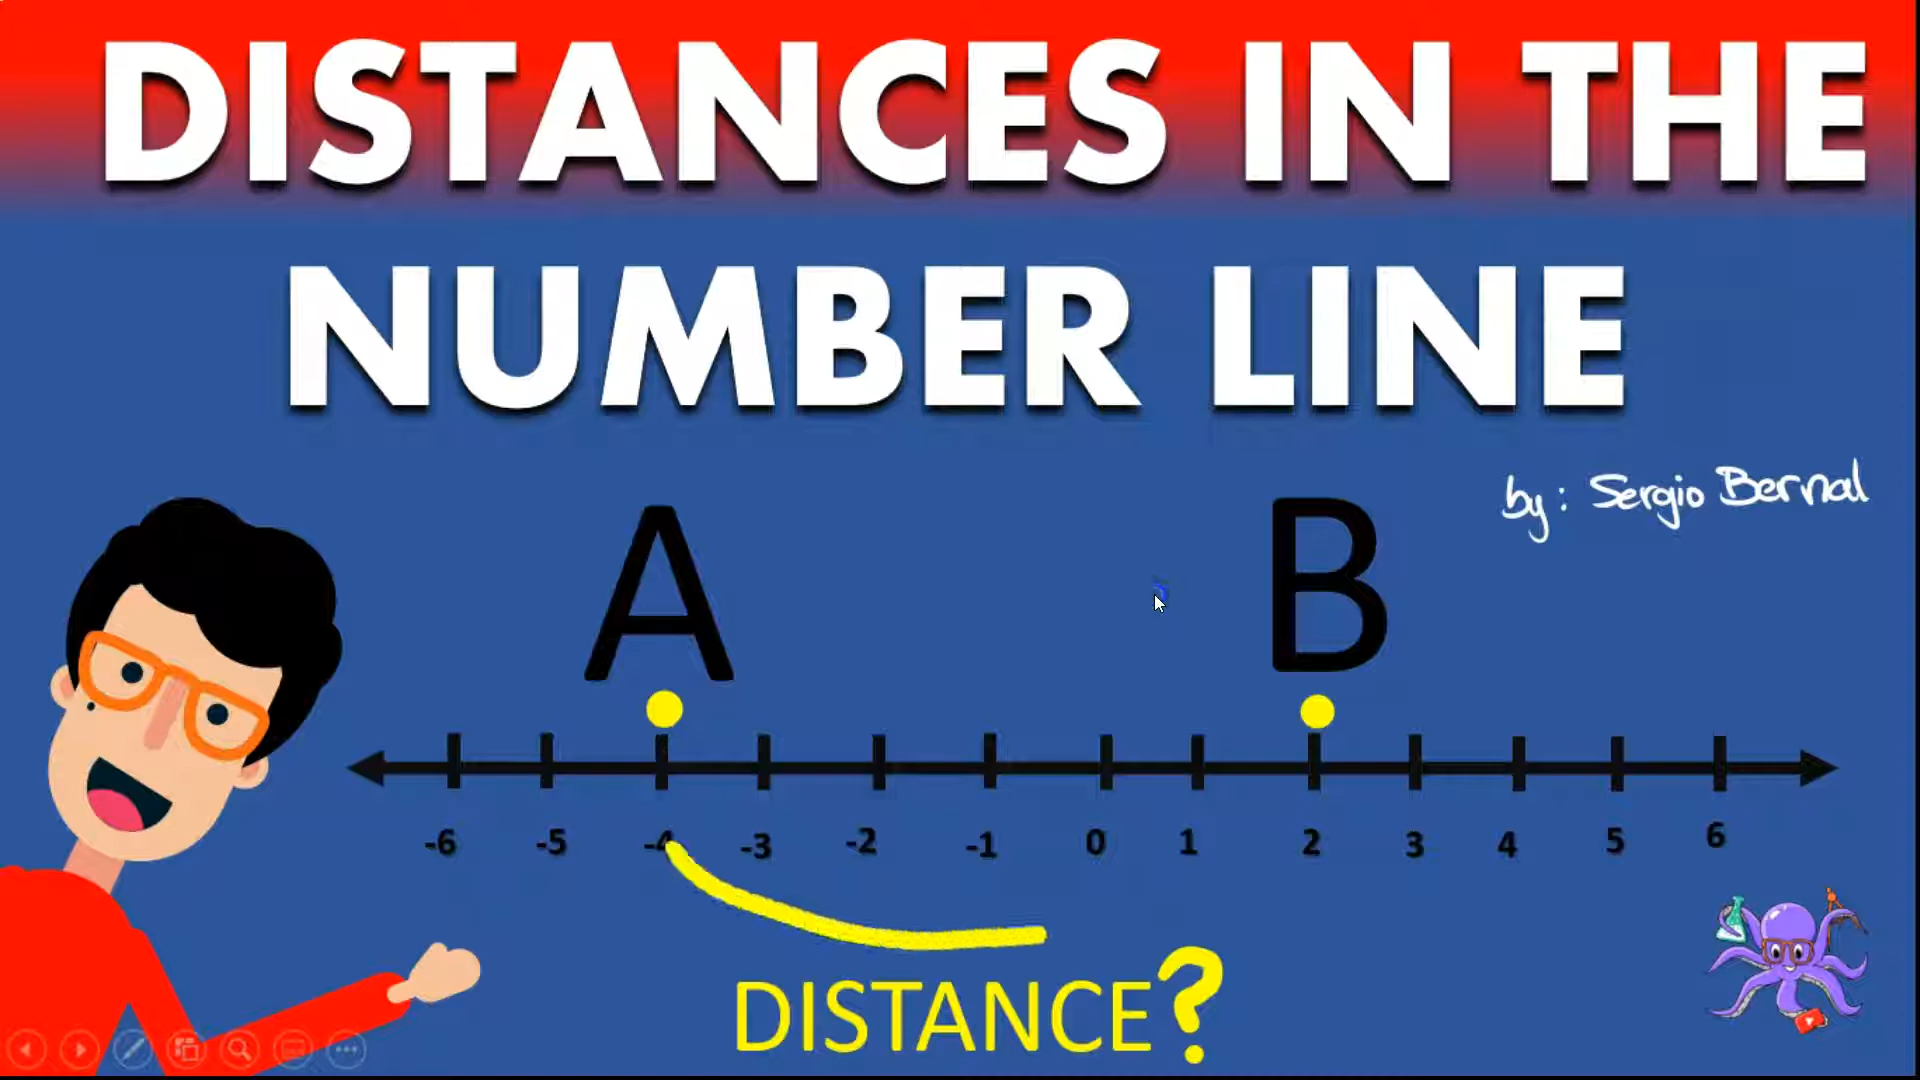 DISTANCES IN THE
NUMBER LINE
by: Sergio Bernal
A B
-6 -5 -4 -3 -2 -1 0 1 2 3 4 5 6
DISTANCE?